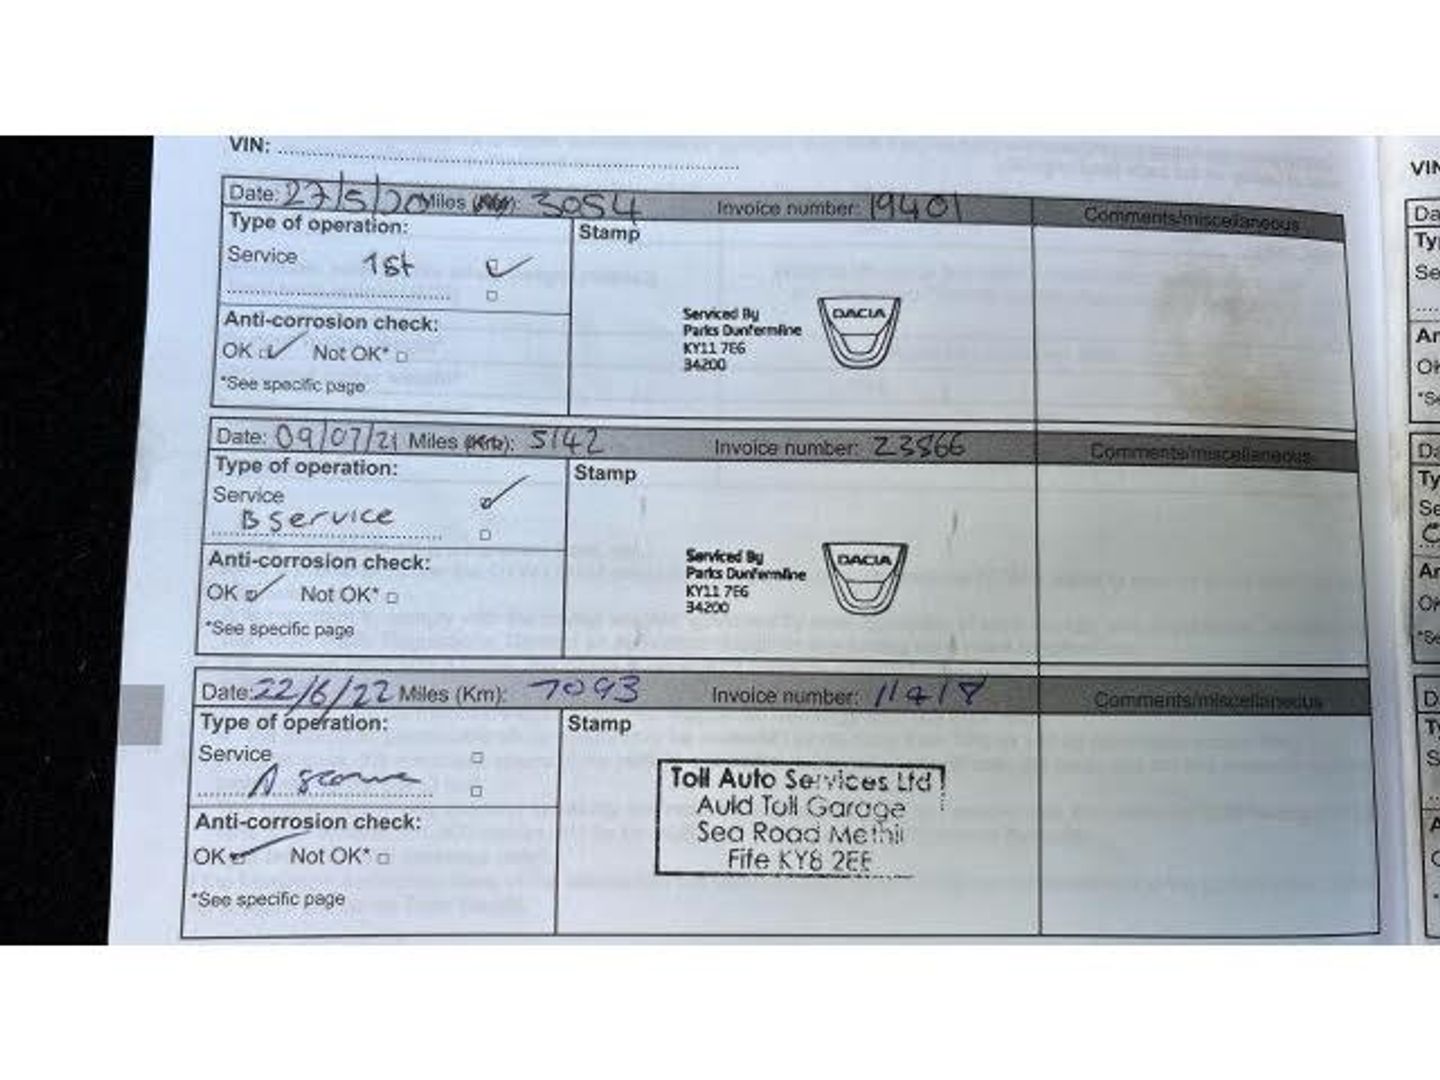 VIN:
Date: 27/5/20 Miles (Km): 3054 Invoice number: 19401 Comments/miscellaneous
Type of operation:
Stamp
Service 1st
Anti-corrosion check:
OK Not OK*
*See specific page
Serviced By
Parks Dunfermline
KY11 7E6
34200
DACIA
Date: 09/07/21 Miles (Km): 5142 Invoice number: 23866 Comments/miscellaneous
Type of operation:
Stamp
Service
B service
Anti-corrosion check:
OK Not OK*
*See specific page
Serviced By
Parks Dunfermline
KY11 7E6
34200
DACIA
Date: 22/6/22 Miles (Km): 7093 Invoice number: 11418 Comments/miscellaneous
Type of operation:
Stamp
Service
A service
Anti-corrosion check:
OK Not OK*
*See specific page
Toll Auto Services Ltd
Auld Toll Garage
Sea Road Methil
Fife KY8 2EE